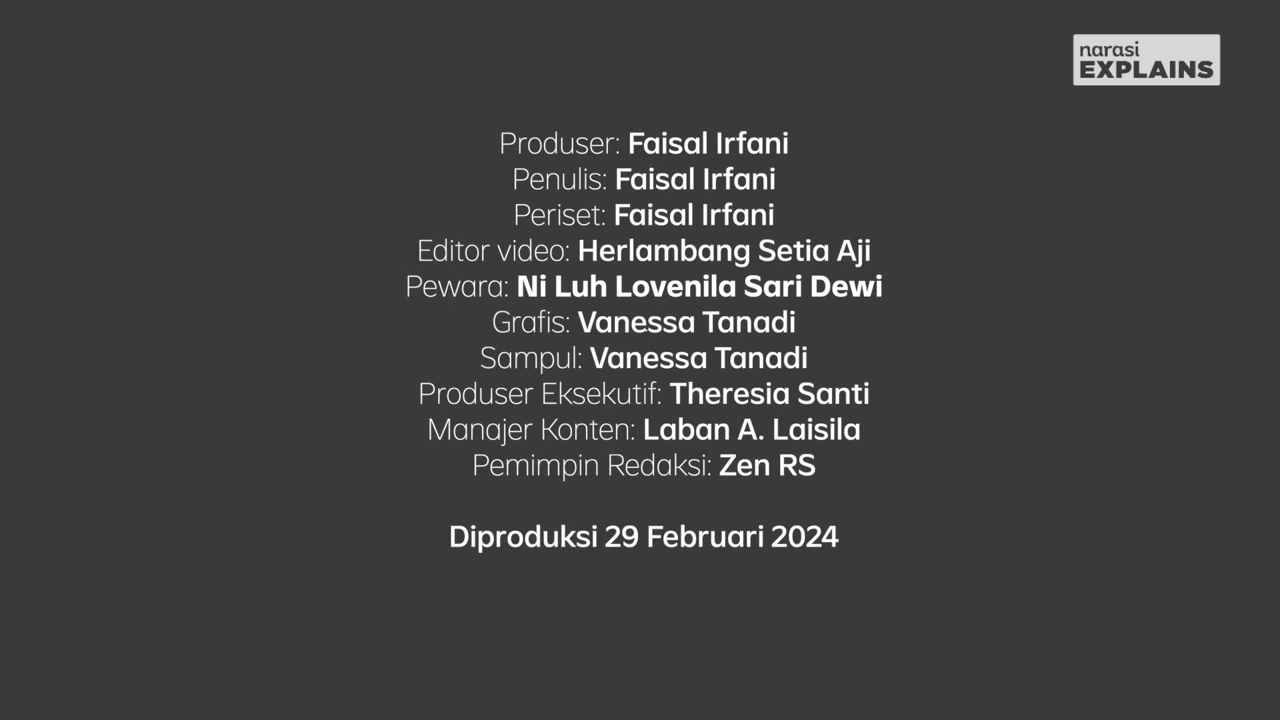 narasi
EXPLAINS
Produser: Faisal Irfani
Penulis: Faisal Irfani
Periset: Faisal Irfani
Editor video: Herlambang Setia Aji
Pewara: Ni Luh Lovenila Sari Dewi
Grafis: Vanessa Tanadi
Sampul: Vanessa Tanadi
Produser Eksekutif: Theresia Santi
Manajer Konten: Laban A. Laisila
Pemimpin Redaksi: Zen RS
Diproduksi 29 Februari 2024